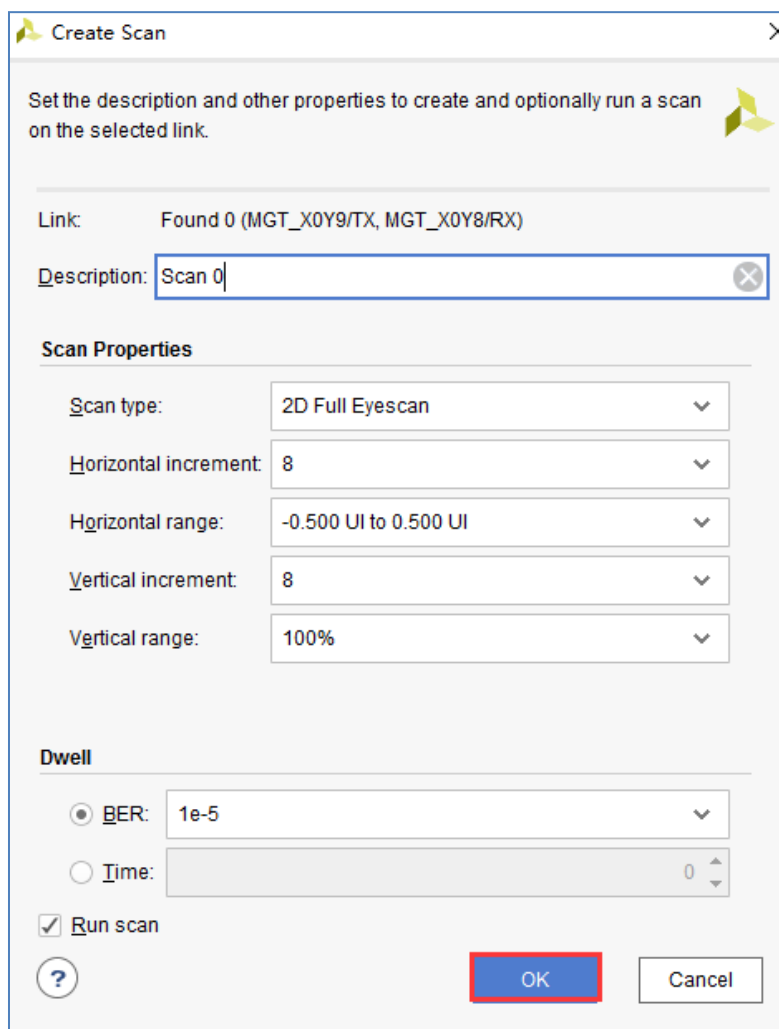 Create Scan
Set the description and other properties to create and optionally run a scan
on the selected link.
Link: Found 0 (MGT_X0Y9/TX, MGT_X0Y8/RX)
Description: Scan 0
Scan Properties
Scan type: 2D Full Eyescan
Horizontal increment: 8
Horizontal range: -0.500 UI to 0.500 UI
Vertical increment: 8
Vertical range: 100%
Dwell
BER: 1e-5
Time: 0
Run scan
? OK Cancel